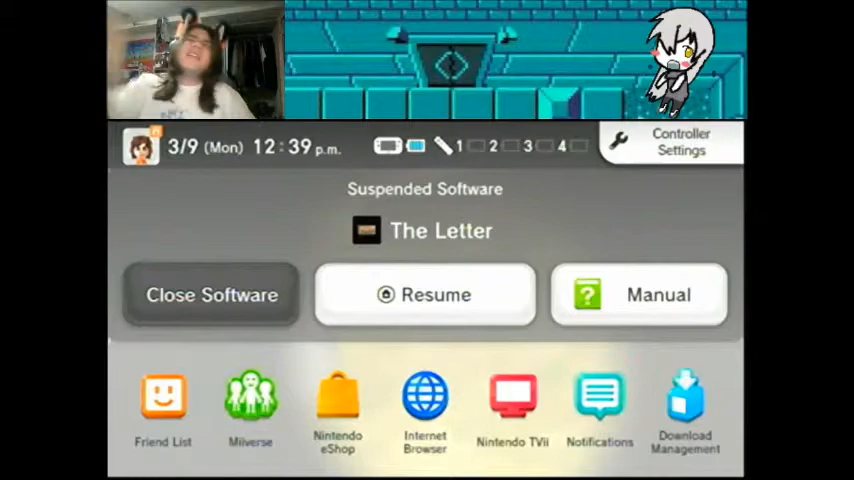 3/9 (Mon) 12:39 p.m.
1 2 3 4
Controller
Settings
Suspended Software
The Letter
Close Software
Resume
Manual
Friend List
Miiverse
Nintendo
eShop
Internet
Browser
Nintendo TVii
Notifications
Download
Management